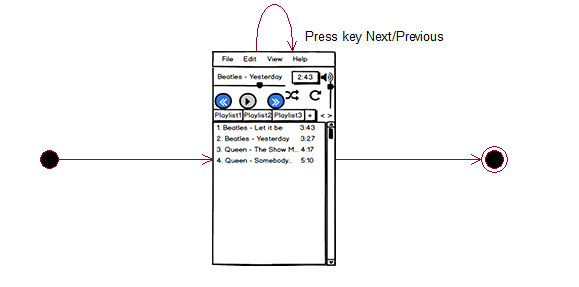 Press key Next/Previous
File Edit View Help
Beatles - Yesterday 2:43
Playlist1 Playlist2 Playlist3 + < >
1. Beatles - Let it be 3:43
2. Beatles - Yesterday 3:27
3. Queen - The Show M... 4:17
4. Queen - Somebody.. 5:10